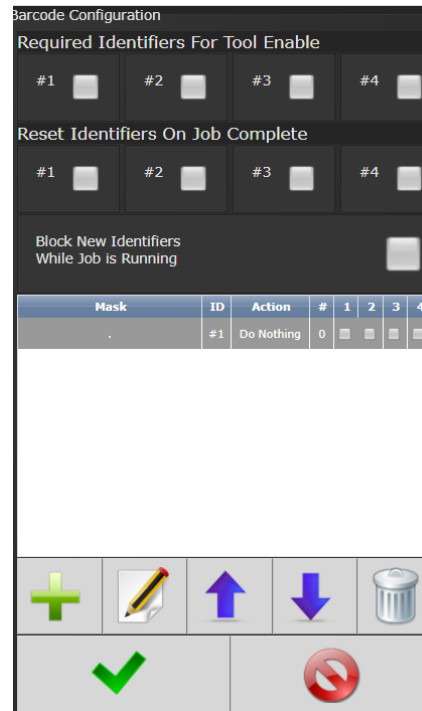 Barcode Configuration
Required Identifiers For Tool Enable
#1 #2 #3 #4
Reset Identifiers On Job Complete
#1 #2 #3 #4
Block New Identifiers
While Job is Running
Mask ID Action # 1 2 3 4
. #1 Do Nothing 0